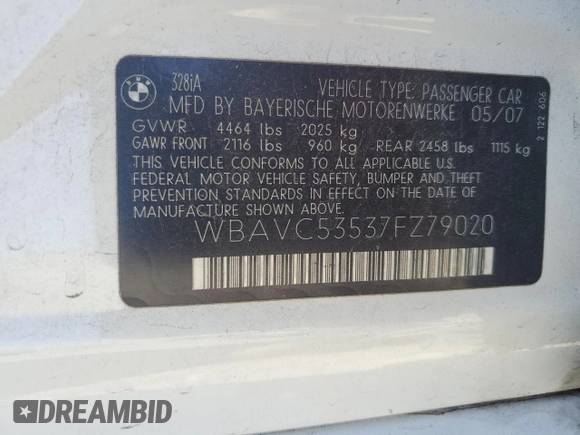 BMW
328iA
VEHICLE TYPE: PASSENGER CAR
MFD BY BAYERISCHE MOTORENWERKE 05/07
GVWR 4464 lbs 2025 kg
GAWR FRONT 2116 lbs 960 kg REAR 2458 lbs 1115 kg
THIS VEHICLE CONFORMS TO ALL APPLICABLE U.S.
FEDERAL MOTOR VEHICLE SAFETY, BUMPER AND THEFT
PREVENTION STANDARDS IN EFFECT ON THE DATE OF
MANUFACTURE SHOWN ABOVE.
WBAVC53537FZ79020
2 122 606
DREAMBID